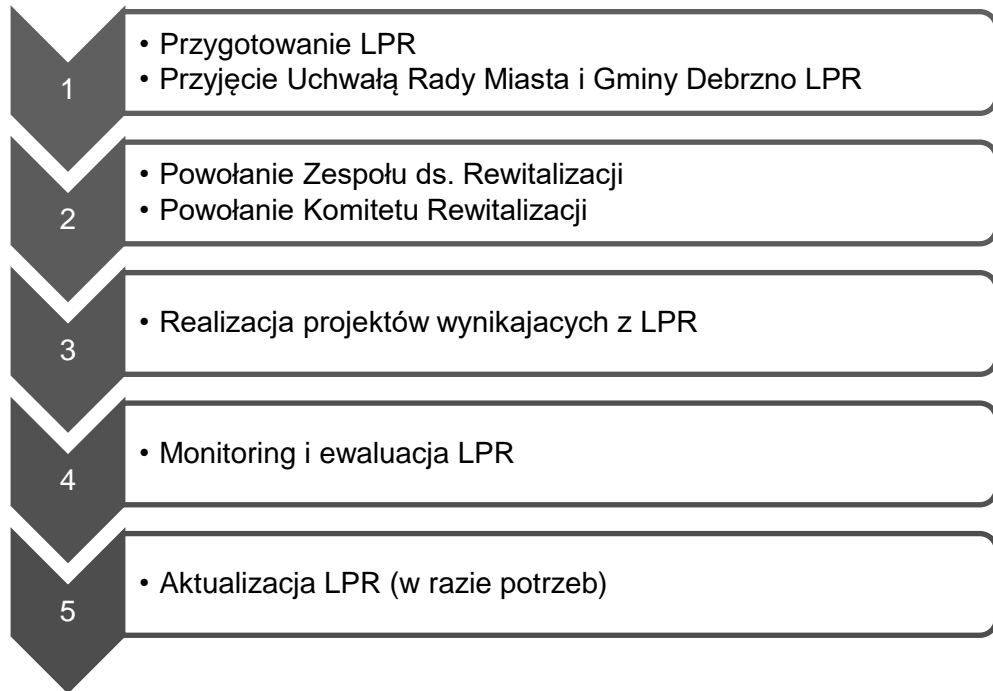 1
• Przygotowanie LPR
• Przyjęcie Uchwałą Rady Miasta i Gminy Debrzno LPR
2
• Powołanie Zespołu ds. Rewitalizacji
• Powołanie Komitetu Rewitalizacji
3
• Realizacja projektów wynikajacych z LPR
4
• Monitoring i ewaluacja LPR
5
• Aktualizacja LPR (w razie potrzeb)